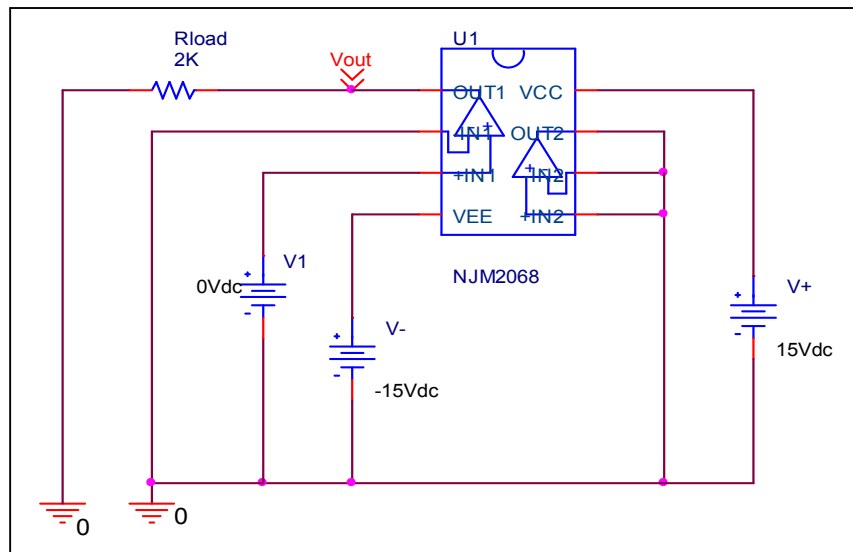 Rload
2K
Vout
U1
OUT1
VCC
-IN1
OUT2
+IN1
-IN2
VEE
+IN2
NJM2068
V1
0Vdc
+
-
V-
-15Vdc
+
-
V+
15Vdc
+
-
0
0